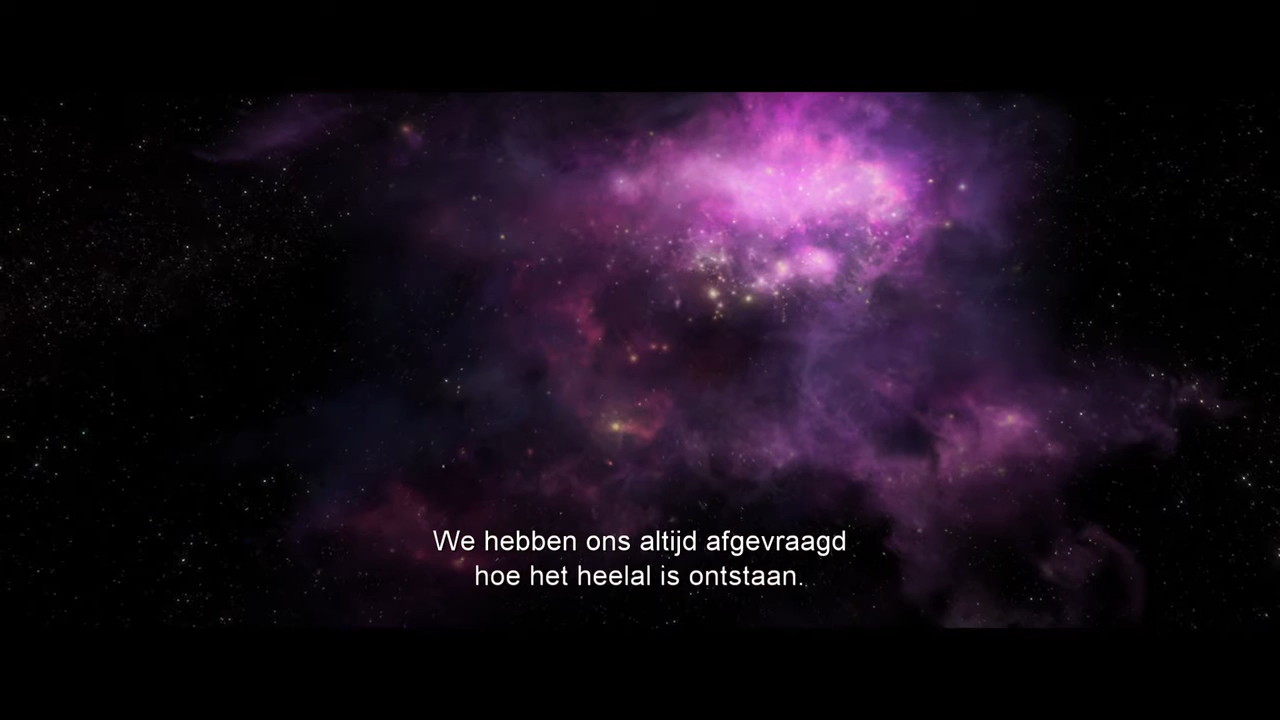 We hebben ons altijd afgevraagd
hoe het heelal is ontstaan.